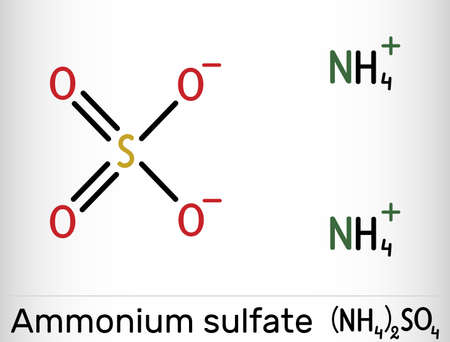 O O⁻ NH₄⁺
S
O O⁻ NH₄⁺
Ammonium sulfate (NH₄)₂SO₄